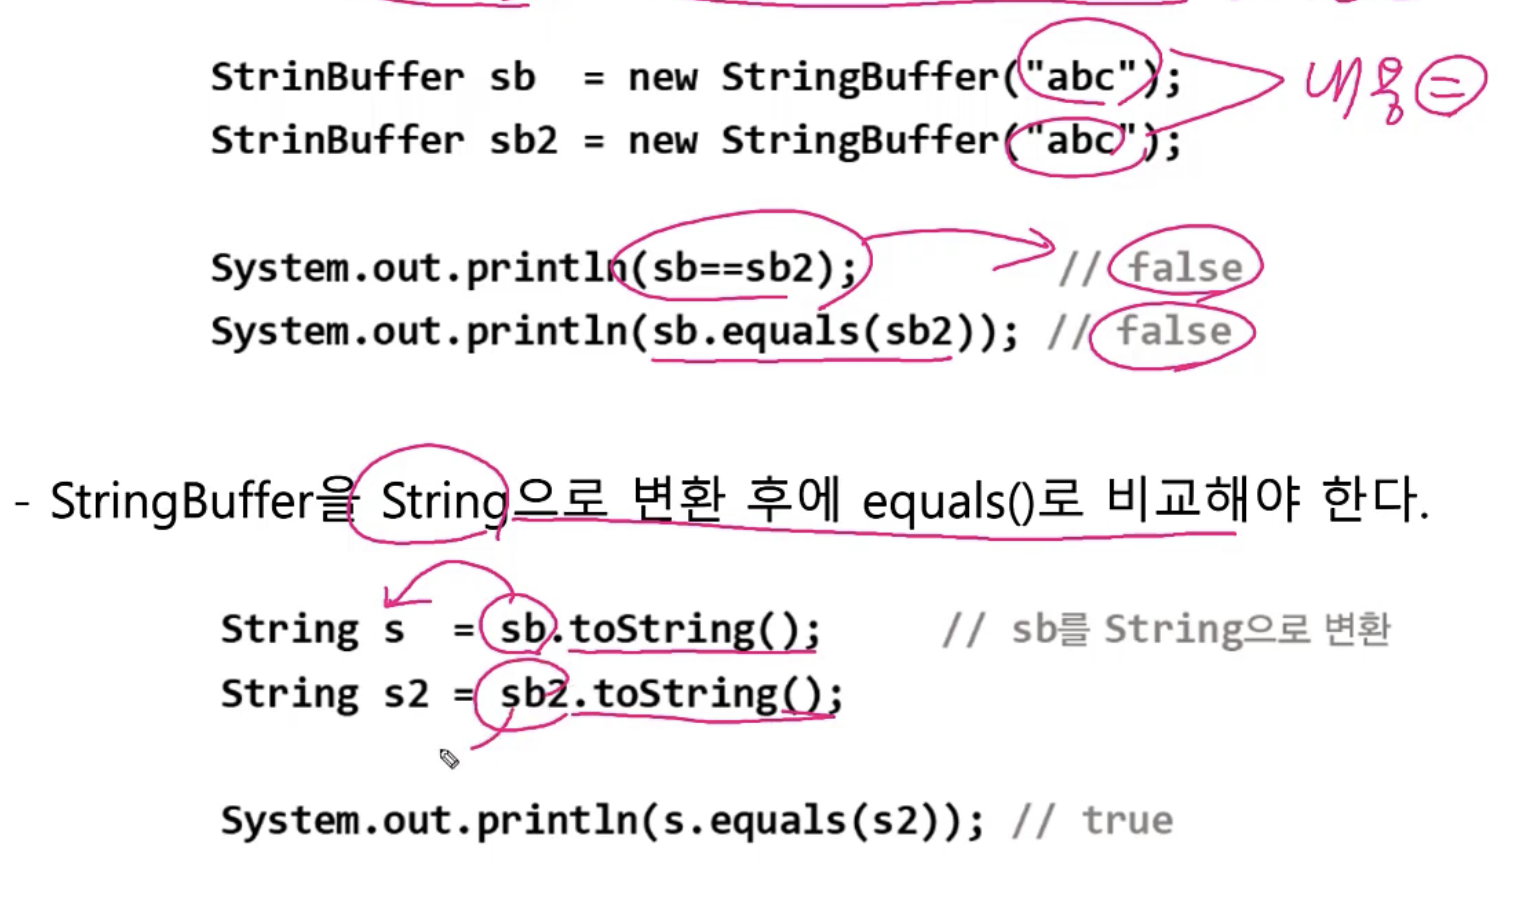 StrinBuffer sb  = new StringBuffer("abc");
내용 =
StrinBuffer sb2 = new StringBuffer("abc");
System.out.println(sb==sb2); // false
System.out.println(sb.equals(sb2)); // false
- StringBuffer을 String으로 변환 후에 equals()로 비교해야 한다.
String s  = sb.toString(); // sb를 String으로 변환
String s2 = sb2.toString();
System.out.println(s.equals(s2)); // true